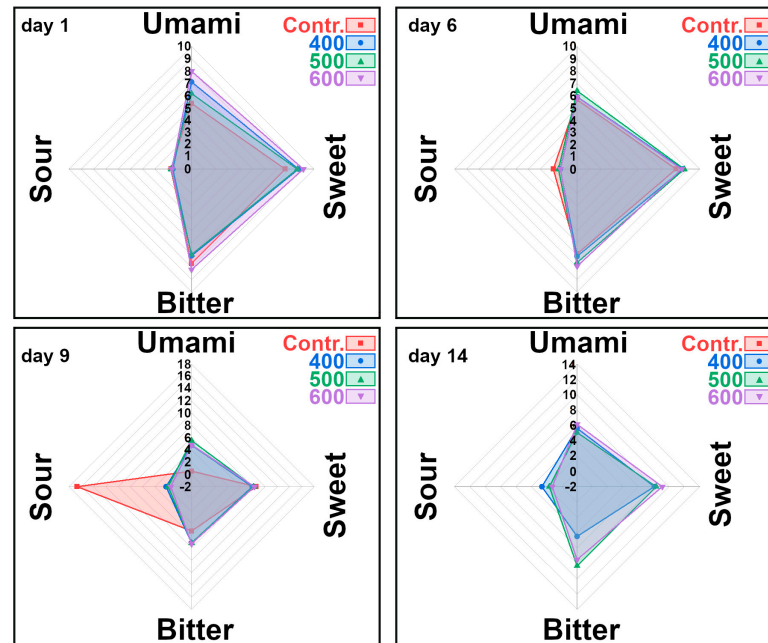 day 1
Umami
Contr.
400
500
600
10
9
8
7
6
5
4
3
2
1
0
Sour
Sweet
Bitter
day 6
Umami
Contr.
400
500
600
10
9
8
7
6
5
4
3
2
1
0
Sour
Sweet
Bitter
day 9
Umami
Contr.
400
500
600
18
16
14
12
10
8
6
4
2
0
-2
Sour
Sweet
Bitter
day 14
Umami
Contr.
400
500
600
14
12
10
8
6
4
2
0
-2
Sour
Sweet
Bitter